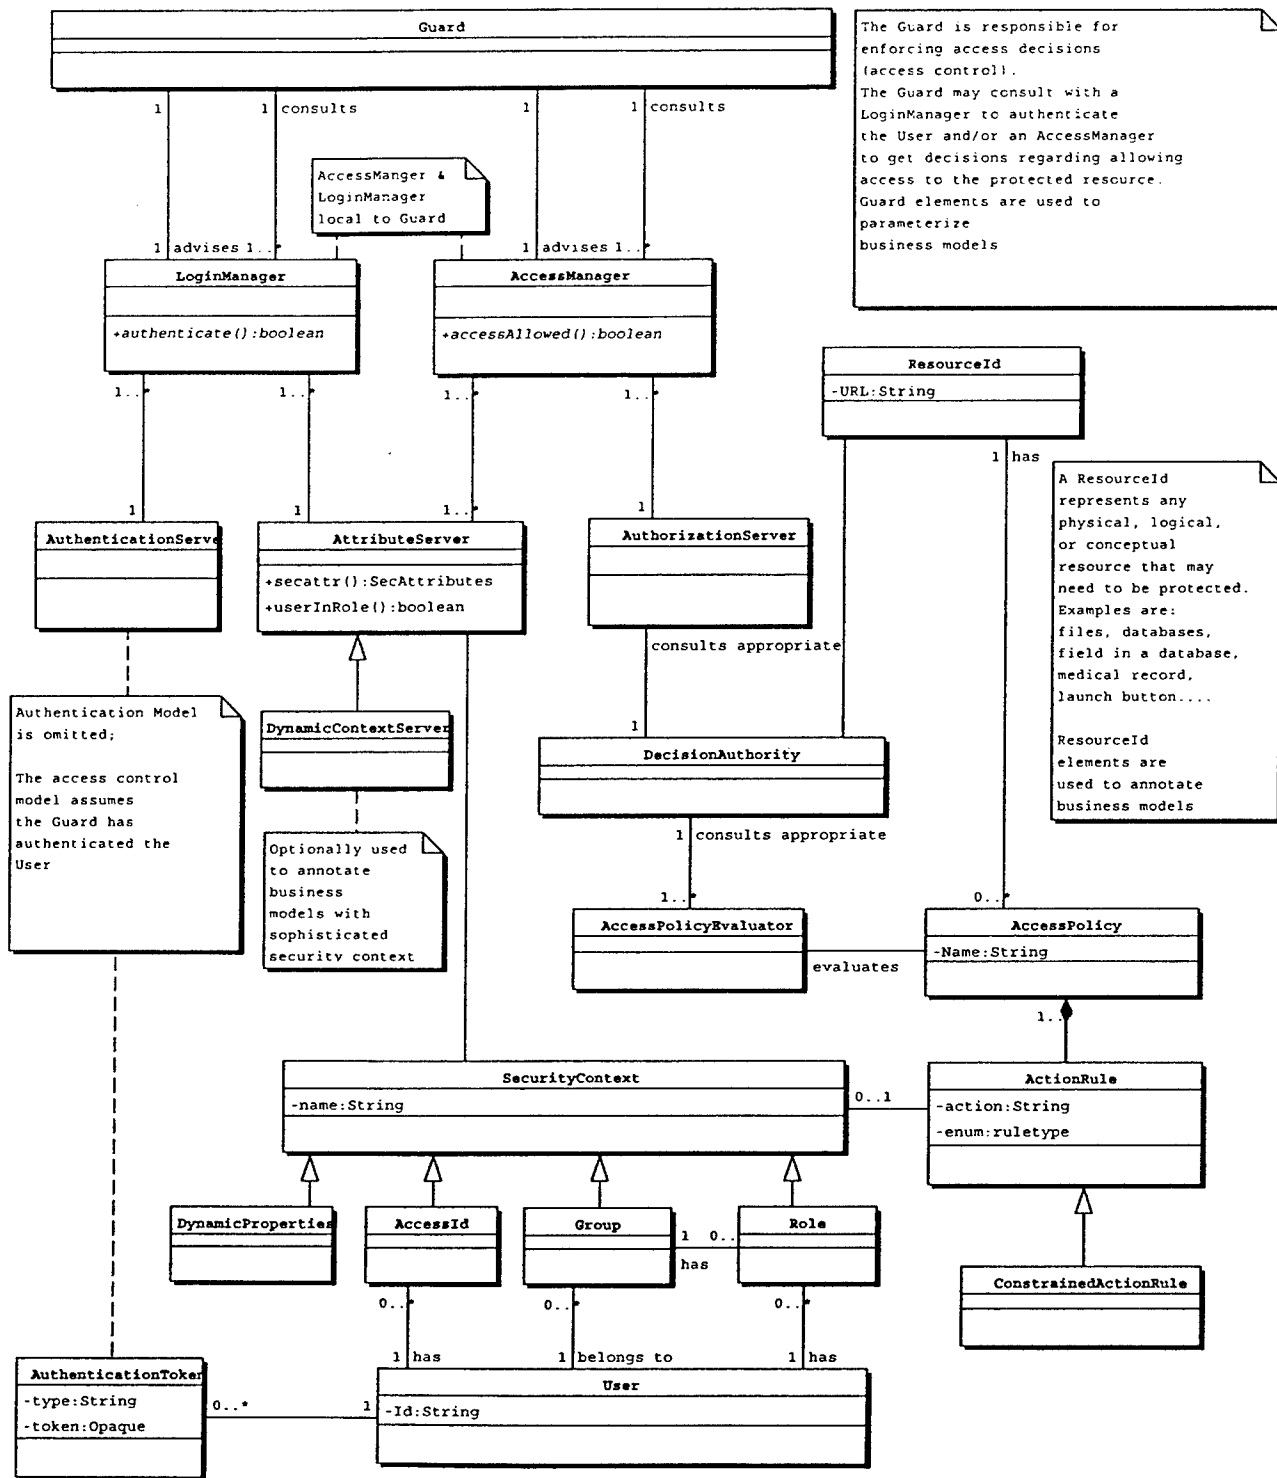 Guard
The Guard is responsible for
enforcing access decisions
(access control).
The Guard may consult with a
LoginManager to authenticate
the User and/or an AccessManager
to get decisions regarding allowing
access to the protected resource.
Guard elements are used to
parameterize
business models
1
1 consults
1
1 consults
AccessManger &
LoginManager
local to Guard
1 advises 1..*
1 advises 1..*
LoginManager
+authenticate():boolean
AccessManager
+accessAllowed():boolean
ResourceId
-URL:String
1..*
1..*
1..*
1..*
1 has
A ResourceId
represents any
physical, logical,
or conceptual
resource that may
need to be protected.
Examples are:
files, databases,
field in a database,
medical record,
launch button....
ResourceId
elements are
used to annotate
business models
1
1
1..*
1
AuthenticationServe
AttributeServer
+secattr():SecAttributes
+userInRole():boolean
AuthorizationServer
consults appropriate
1
Authentication Model
is omitted;
The access control
model assumes
the Guard has
authenticated the
User
DynamicContextServer
DecisionAuthority
Optionally used
to annotate
business
models with
sophisticated
security context
1 consults appropriate
1..*
0..*
AccessPolicyEvaluator
evaluates
AccessPolicy
-Name:String
1..
SecurityContext
-name:String
0..1
ActionRule
-action:String
-enum:ruletype
DynamicProperties
AccessId
Group
1 0..
has
Role
ConstrainedActionRule
0..*
0..*
0..*
1 has
1 belongs to
1 has
AuthenticationToken
-type:String
-token:Opaque
0..*
1
User
-Id:String